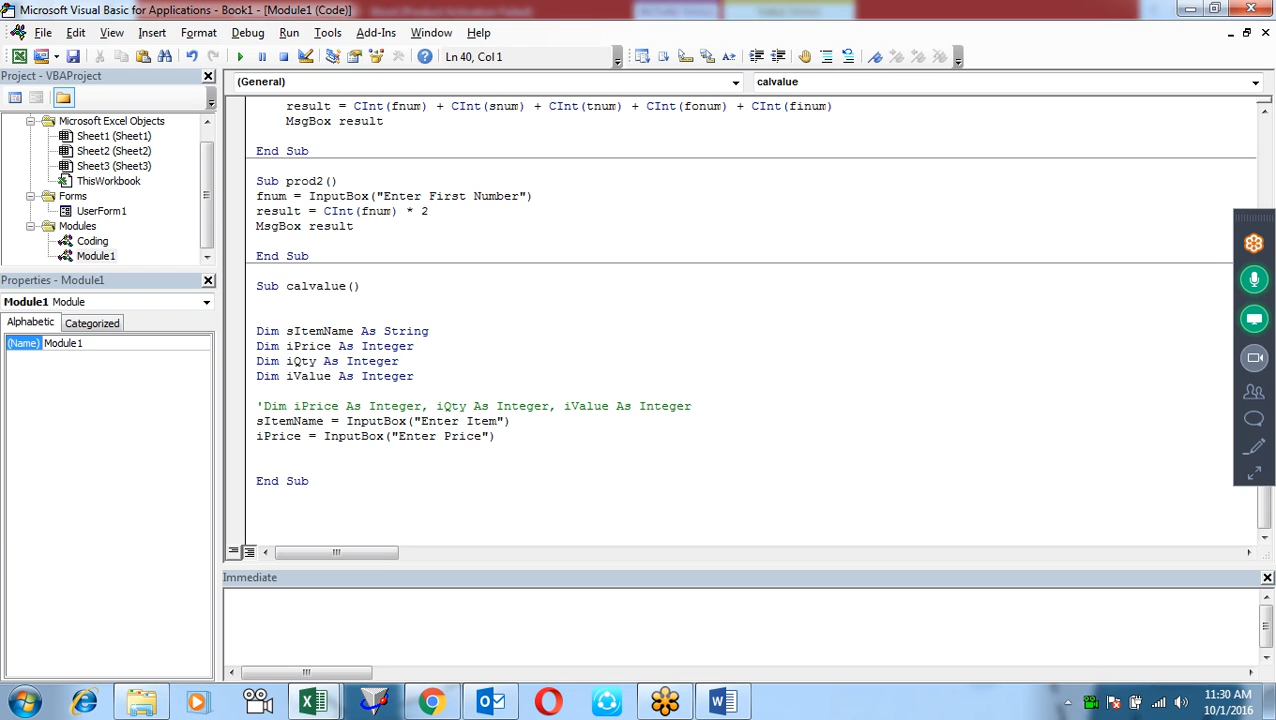 Microsoft Visual Basic for Applications - Book1 - [Module1 (Code)]
File Edit View Insert Format Debug Run Tools Add-Ins Window Help
Ln 40, Col 1
Project - VBAProject
Microsoft Excel Objects
Sheet1 (Sheet1)
Sheet2 (Sheet2)
Sheet3 (Sheet3)
ThisWorkbook
Forms
UserForm1
Modules
Coding
Module1
Properties - Module1
Module1 Module
Alphabetic Categorized
(Name) Module1
(General) calvalue
result = CInt(fnum) + CInt(snum) + CInt(tnum) + CInt(fonum) + CInt(finum)
MsgBox result
End Sub
Sub prod2()
fnum = InputBox("Enter First Number")
result = CInt(fnum) * 2
MsgBox result
End Sub
Sub calvalue()
Dim sItemName As String
Dim iPrice As Integer
Dim iQty As Integer
Dim iValue As Integer
'Dim iPrice As Integer, iQty As Integer, iValue As Integer
sItemName = InputBox("Enter Item")
iPrice = InputBox("Enter Price")
End Sub
Immediate
11:30 AM
10/1/2016